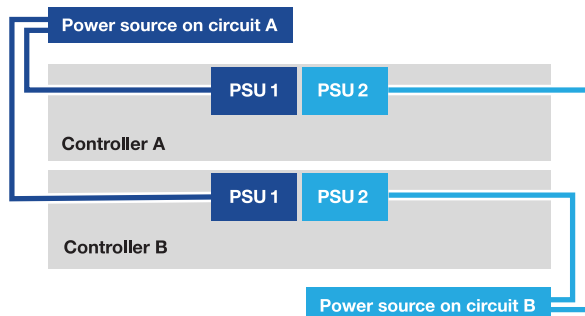 Power source on circuit A
PSU 1 PSU 2
Controller A
PSU 1 PSU 2
Controller B
Power source on circuit B